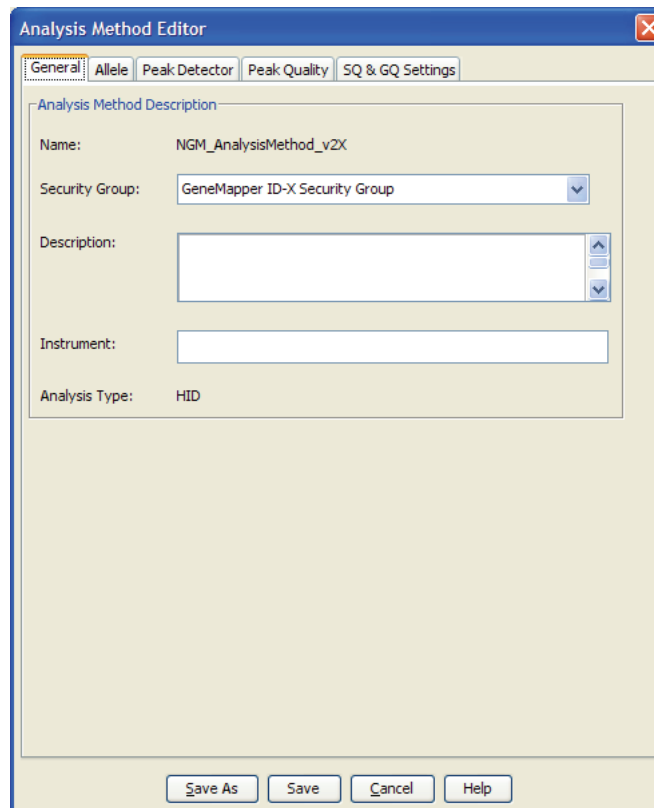 Analysis Method Editor
General Allele Peak Detector Peak Quality SQ & GQ Settings
Analysis Method Description
Name: NGM_AnalysisMethod_v2X
Security Group: GeneMapper ID-X Security Group
Description:
Instrument:
Analysis Type: HID
Save As Save Cancel Help